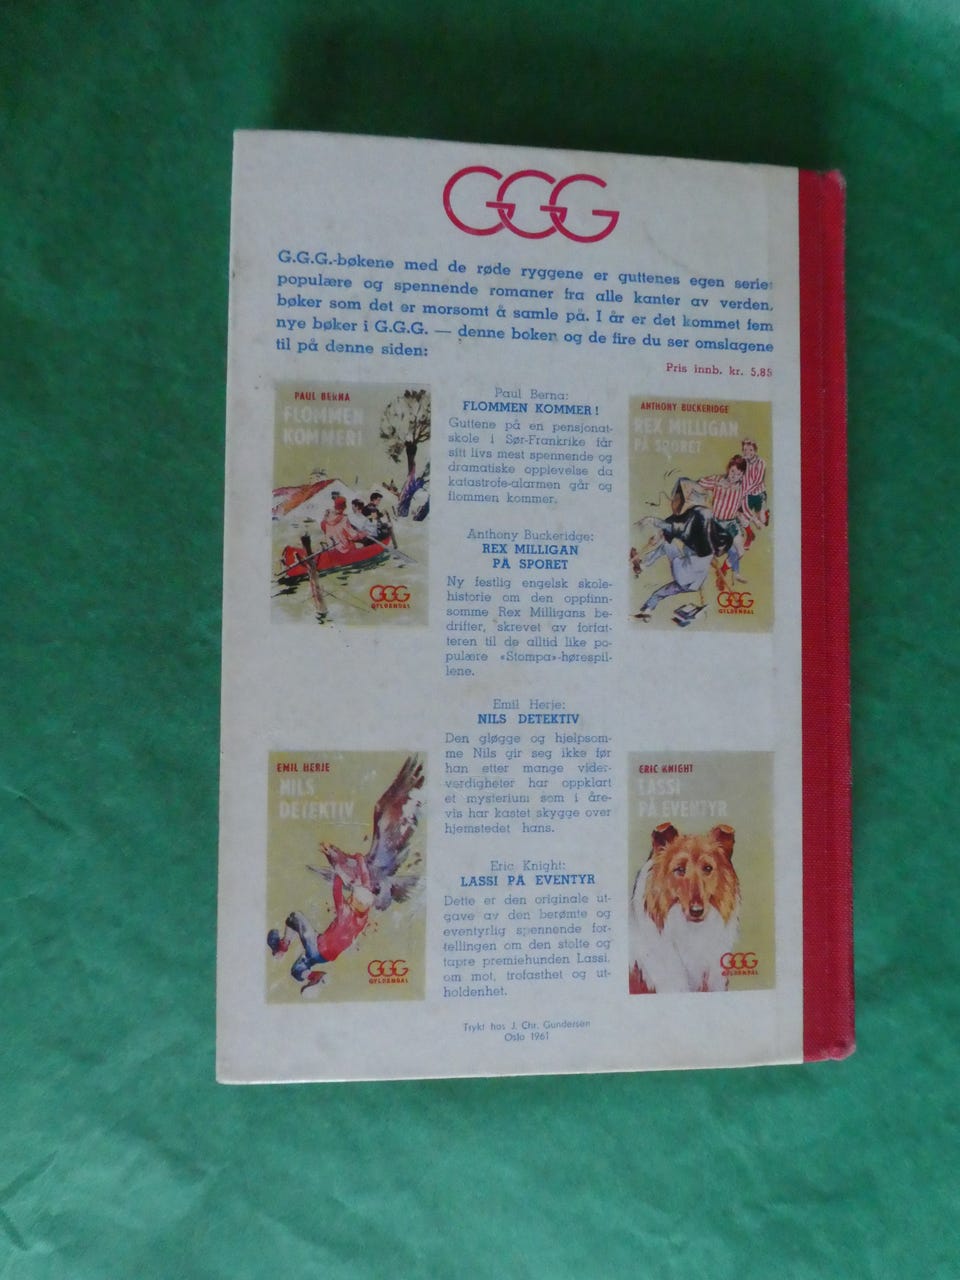 GGG
G.G.G.-bøkene med de røde ryggene er guttenes egen serie:
populære og spennende romaner fra alle kanter av verden,
bøker som det er morsomt å samle på. I år er det kommet fem
nye bøker i G.G.G. — denne boken og de fire du ser omslagene
til på denne siden:
Pris innb. kr. 5,85
PAUL BERNA
FLOMMEN
KOMMER!
GGG
GYLDENDAL
Paul Berna:
FLOMMEN KOMMER!
Guttene på en pensjonat-
skole i Sør-Frankrike får
sitt livs mest spennende og
dramatiske opplevelse da
katastrofe-alarmen går og
flommen kommer.
ANTHONY BUCKERIDGE
REX MILLIGAN
PÅ SPORET
GGG
GYLDENDAL
Anthony Buckeridge:
REX MILLIGAN
PÅ SPORET
Ny festlig engelsk skole-
historie om den oppfinn-
somme Rex Milligans be-
drifter, skrevet av forfat-
teren til de alltid like po-
pulære «Stompa»-hørespil-
lene.
EMIL HERJE
NILS
DETEKTIV
GGG
GYLDENDAL
Emil Herje:
NILS DETEKTIV
Den gløgge og hjelpsom-
me Nils gir seg ikke før
han etter mange vider-
verdigheter har oppklart
et mysterium som i åre-
vis har kastet skygge over
hjemstedet hans.
ERIC KNIGHT
LASSI
PÅ EVENTYR
GGG
GYLDENDAL
Eric Knight:
LASSI PÅ EVENTYR
Dette er den originale ut-
gave av den berømte og
eventyrlig spennende for-
tellingen om den stolte og
tapre premiehunden Lassi,
om mot, trofasthet og ut-
holdenhet.
Trykt hos J. Chr. Gundersen
Oslo 1961